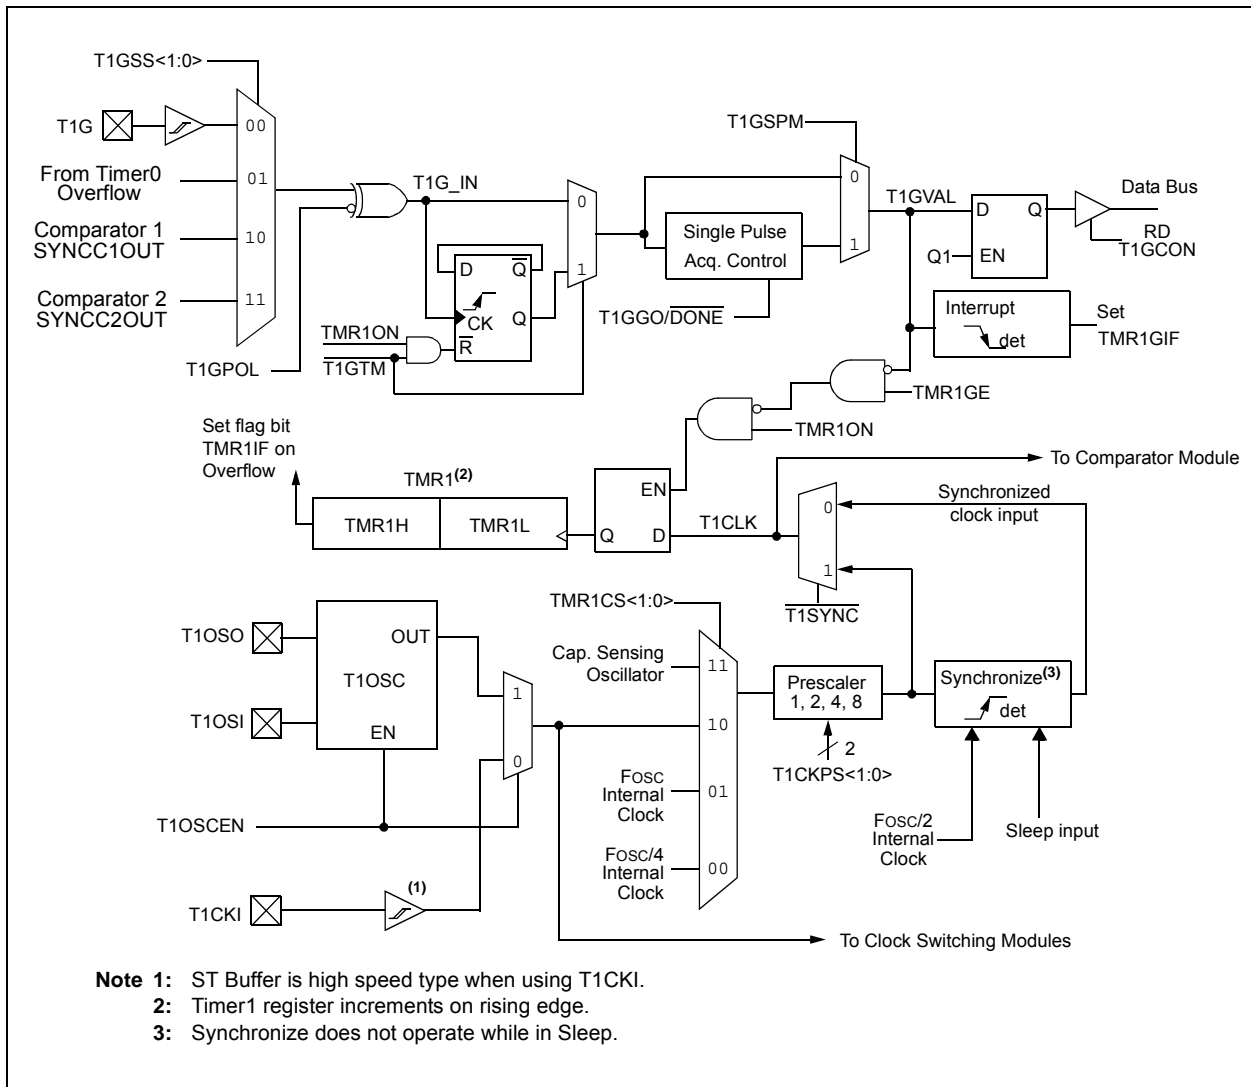 T1GSS<1:0>
T1G
00
From Timer0
Overflow
01
Comparator 1
SYNCC1OUT
10
Comparator 2
SYNCC2OUT
11
T1GPOL
T1G_IN
0
1
D
Q
CK
Q
R
TMR1ON
T1GTM
T1GSPM
0
1
Single Pulse
Acq. Control
T1GGO/DONE
T1GVAL
D
Q
Q1
EN
Data Bus
RD
T1GCON
Interrupt
det
Set
TMR1GIF
TMR1GE
TMR1ON
Set flag bit
TMR1IF on
Overflow
TMR1(2)
TMR1H
TMR1L
EN
Q
D
T1CLK
To Comparator Module
0
1
T1SYNC
Synchronized
clock input
T1OSO
T1OSI
OUT
T1OSC
EN
1
0
T1OSCEN
T1CKI
(1)
TMR1CS<1:0>
Cap. Sensing
Oscillator
11
10
FOSC
Internal
Clock
01
FOSC/4
Internal
Clock
00
Prescaler
1, 2, 4, 8
2
T1CKPS<1:0>
Synchronize(3)
det
FOSC/2
Internal
Clock
Sleep input
To Clock Switching Modules
Note 1: ST Buffer is high speed type when using T1CKI.
2: Timer1 register increments on rising edge.
3: Synchronize does not operate while in Sleep.